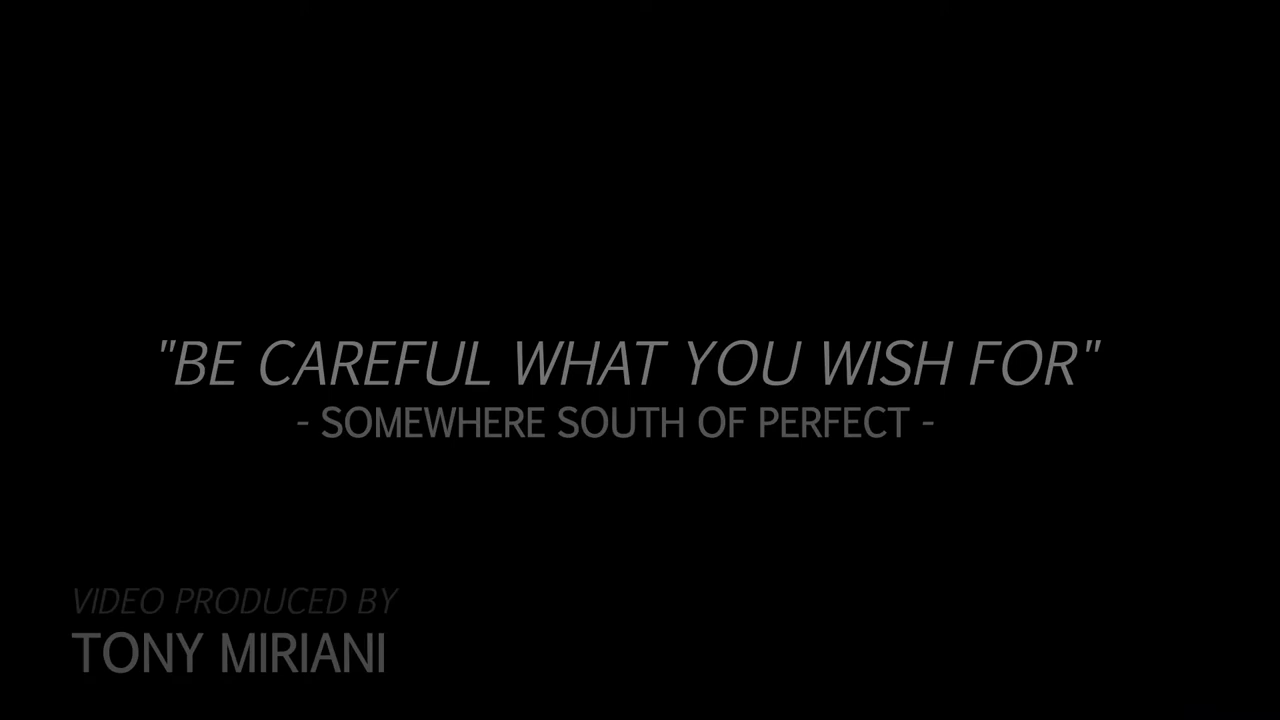 "BE CAREFUL WHAT YOU WISH FOR"
- SOMEWHERE SOUTH OF PERFECT -
VIDEO PRODUCED BY
TONY MIRIANI